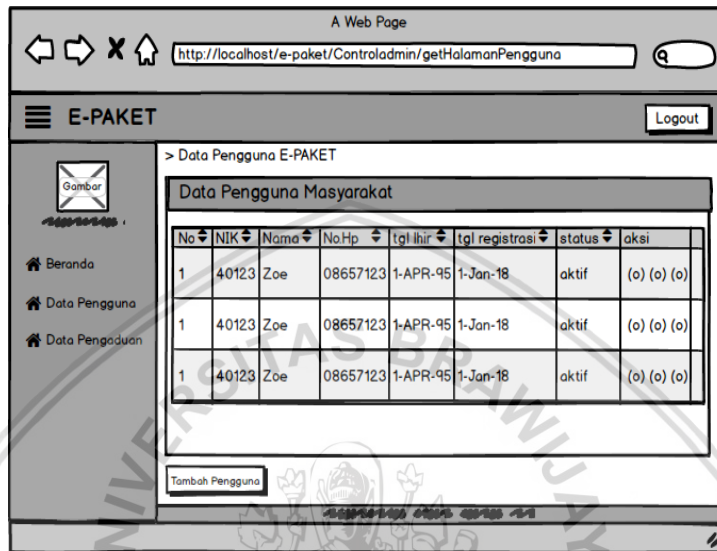 A Web Page
http://localhost/e-paket/Controladmin/getHalamanPengguna
E-PAKET
Logout
> Data Pengguna E-PAKET
Gambar
Data Pengguna Masyarakat
No NIK Nama No.Hp tgl lhir tgl registrasi status aksi
1 40123 Zoe 08657123 1-APR-95 1-Jan-18 aktif (o) (o) (o)
1 40123 Zoe 08657123 1-APR-95 1-Jan-18 aktif (o) (o) (o)
1 40123 Zoe 08657123 1-APR-95 1-Jan-18 aktif (o) (o) (o)
Beranda
Data Pengguna
Data Pengaduan
Tambah Pengguna
UNIVERSITAS BRAWIJAYA